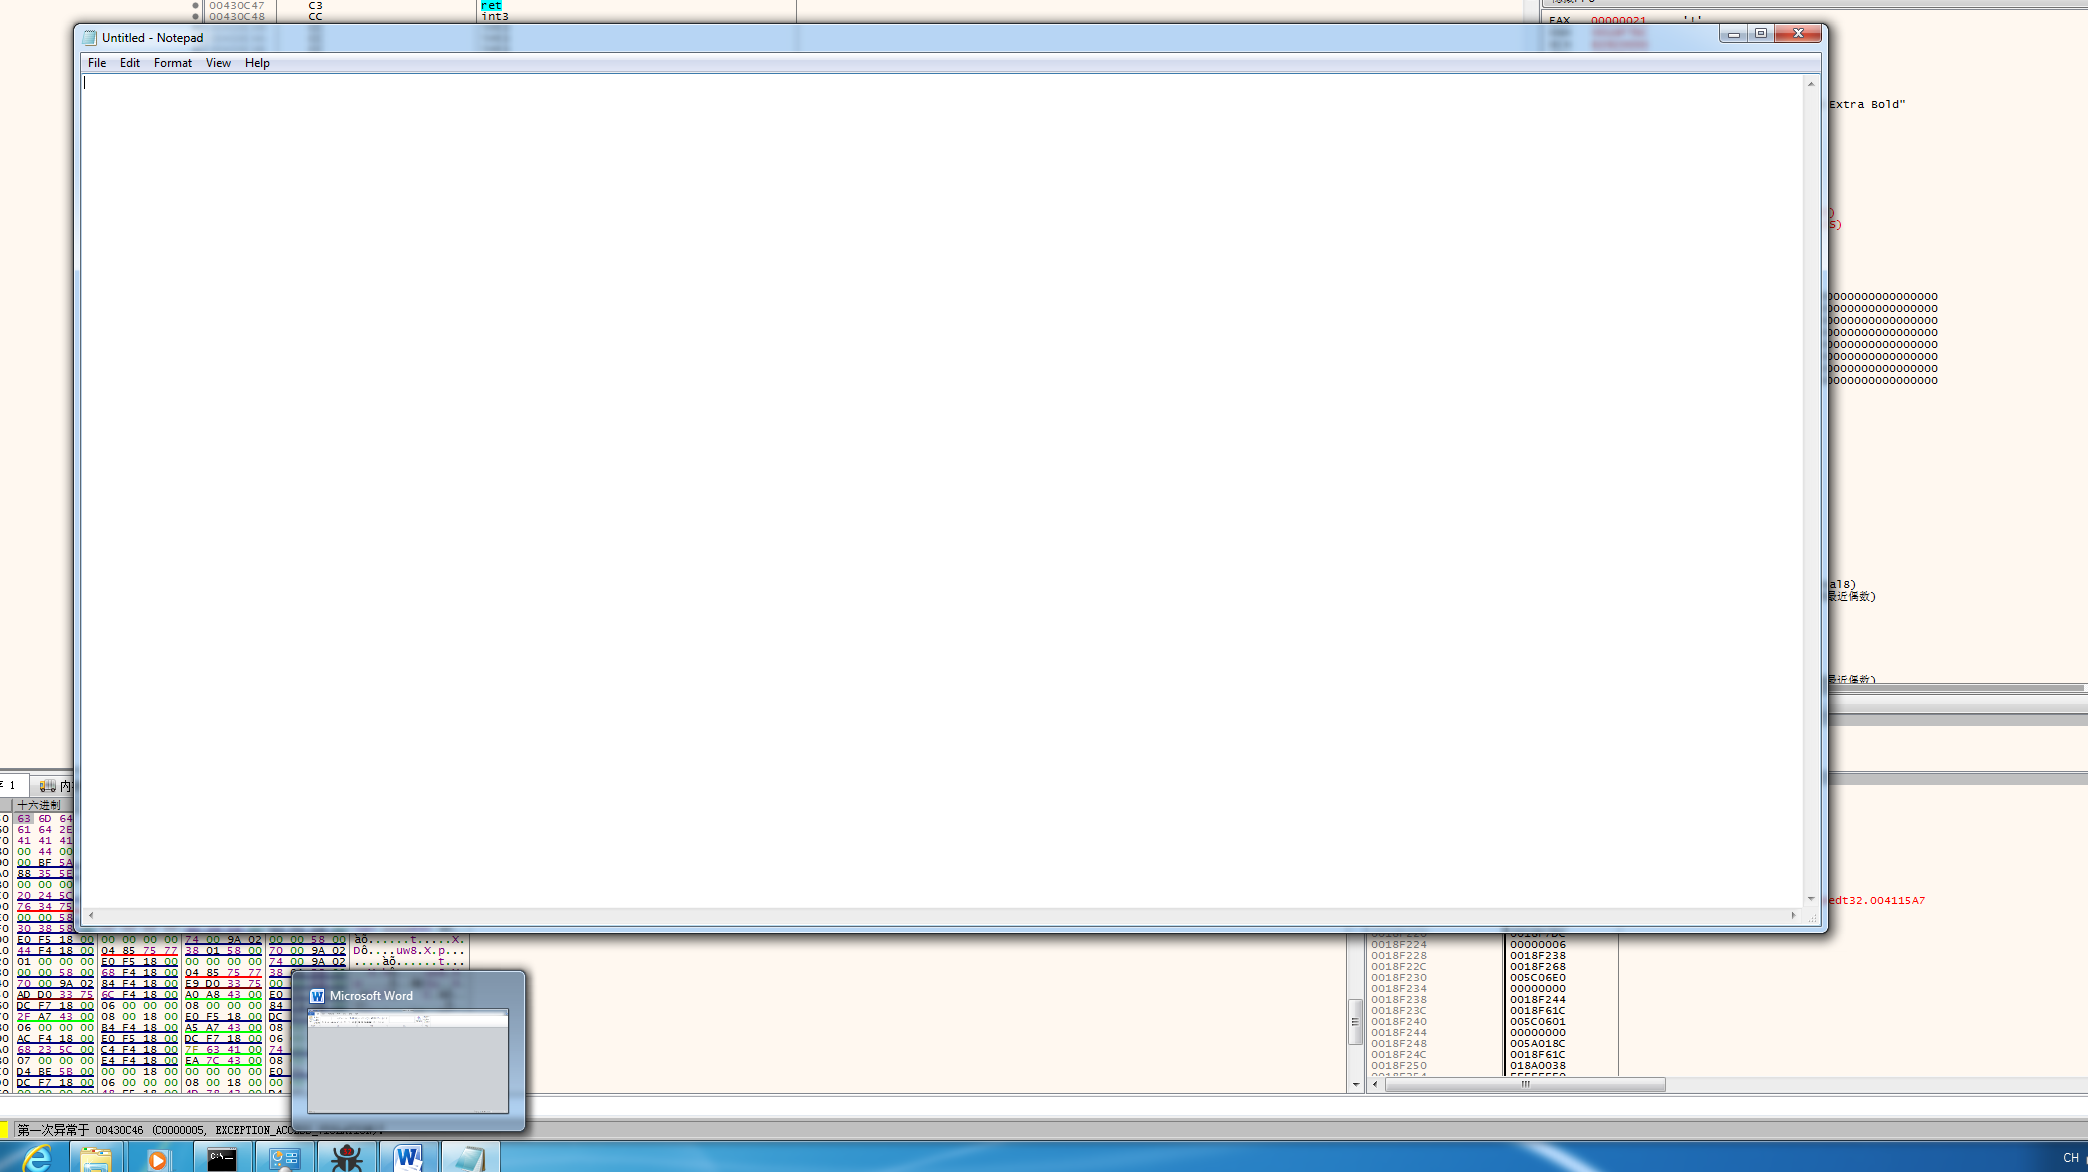 00430C47 C3 ret
00430C48 CC int3
EAX 00000021 '!'
Untitled - Notepad
File Edit Format View Help
Extra Bold"
)
5)
0000000000000000
0000000000000000
0000000000000000
0000000000000000
0000000000000000
0000000000000000
0000000000000000
0000000000000000
al8)
最近偶数)
最近偶数)
1 内
十六进制
63 6D 64
61 64 2E
41 41 41
00 44 00
00 BE 5A
88 35 5E
00 00 00
20 24 5C
76 34 75
00 00 58
30 38 58
edt32.004115A7
E0 F5 18 00 00 00 00 00 74 00 9A 02 00 00 58 00 àõ......t.....X.
44 F4 18 00 04 85 75 77 38 01 58 00 70 00 9A 02 Dô....uw8.X.p...
01 00 00 00 E0 F5 18 00 00 00 00 00 74 00 9A 02 ....àõ......t...
00 00 58 00 68 F4 18 00 04 85 75 77 38
70 00 9A 02 84 F4 18 00 E9 D0 33 75 00
AD D0 33 75 6C F4 18 00 A0 A8 43 00 E0
DC F7 18 00 06 00 00 00 08 00 00 00 84
2F A7 43 00 08 00 18 00 E0 F5 18 00 DC
06 00 00 00 B4 F4 18 00 A5 A7 43 00 08
AC F4 18 00 E0 F5 18 00 DC F7 18 00 06
68 23 5C 00 C4 F4 18 00 7F 63 41 00 74
07 00 00 00 E4 F4 18 00 EA 7C 43 00 08
D4 BE 5B 00 00 00 18 00 00 00 00 00 E0
DC F7 18 00 06 00 00 00 08 00 18 00 00
0018F224 00000006
0018F228 0018F238
0018F22C 0018F268
0018F230 005C06E0
0018F234 00000000
0018F238 0018F244
0018F23C 0018F61C
0018F240 005C0601
0018F244 00000000
0018F248 005A018C
0018F24C 0018F61C
0018F250 018A0038
Microsoft Word
第一次异常于 00430C46 (C0000005, EXCEPTION_ACC
C:\
CH